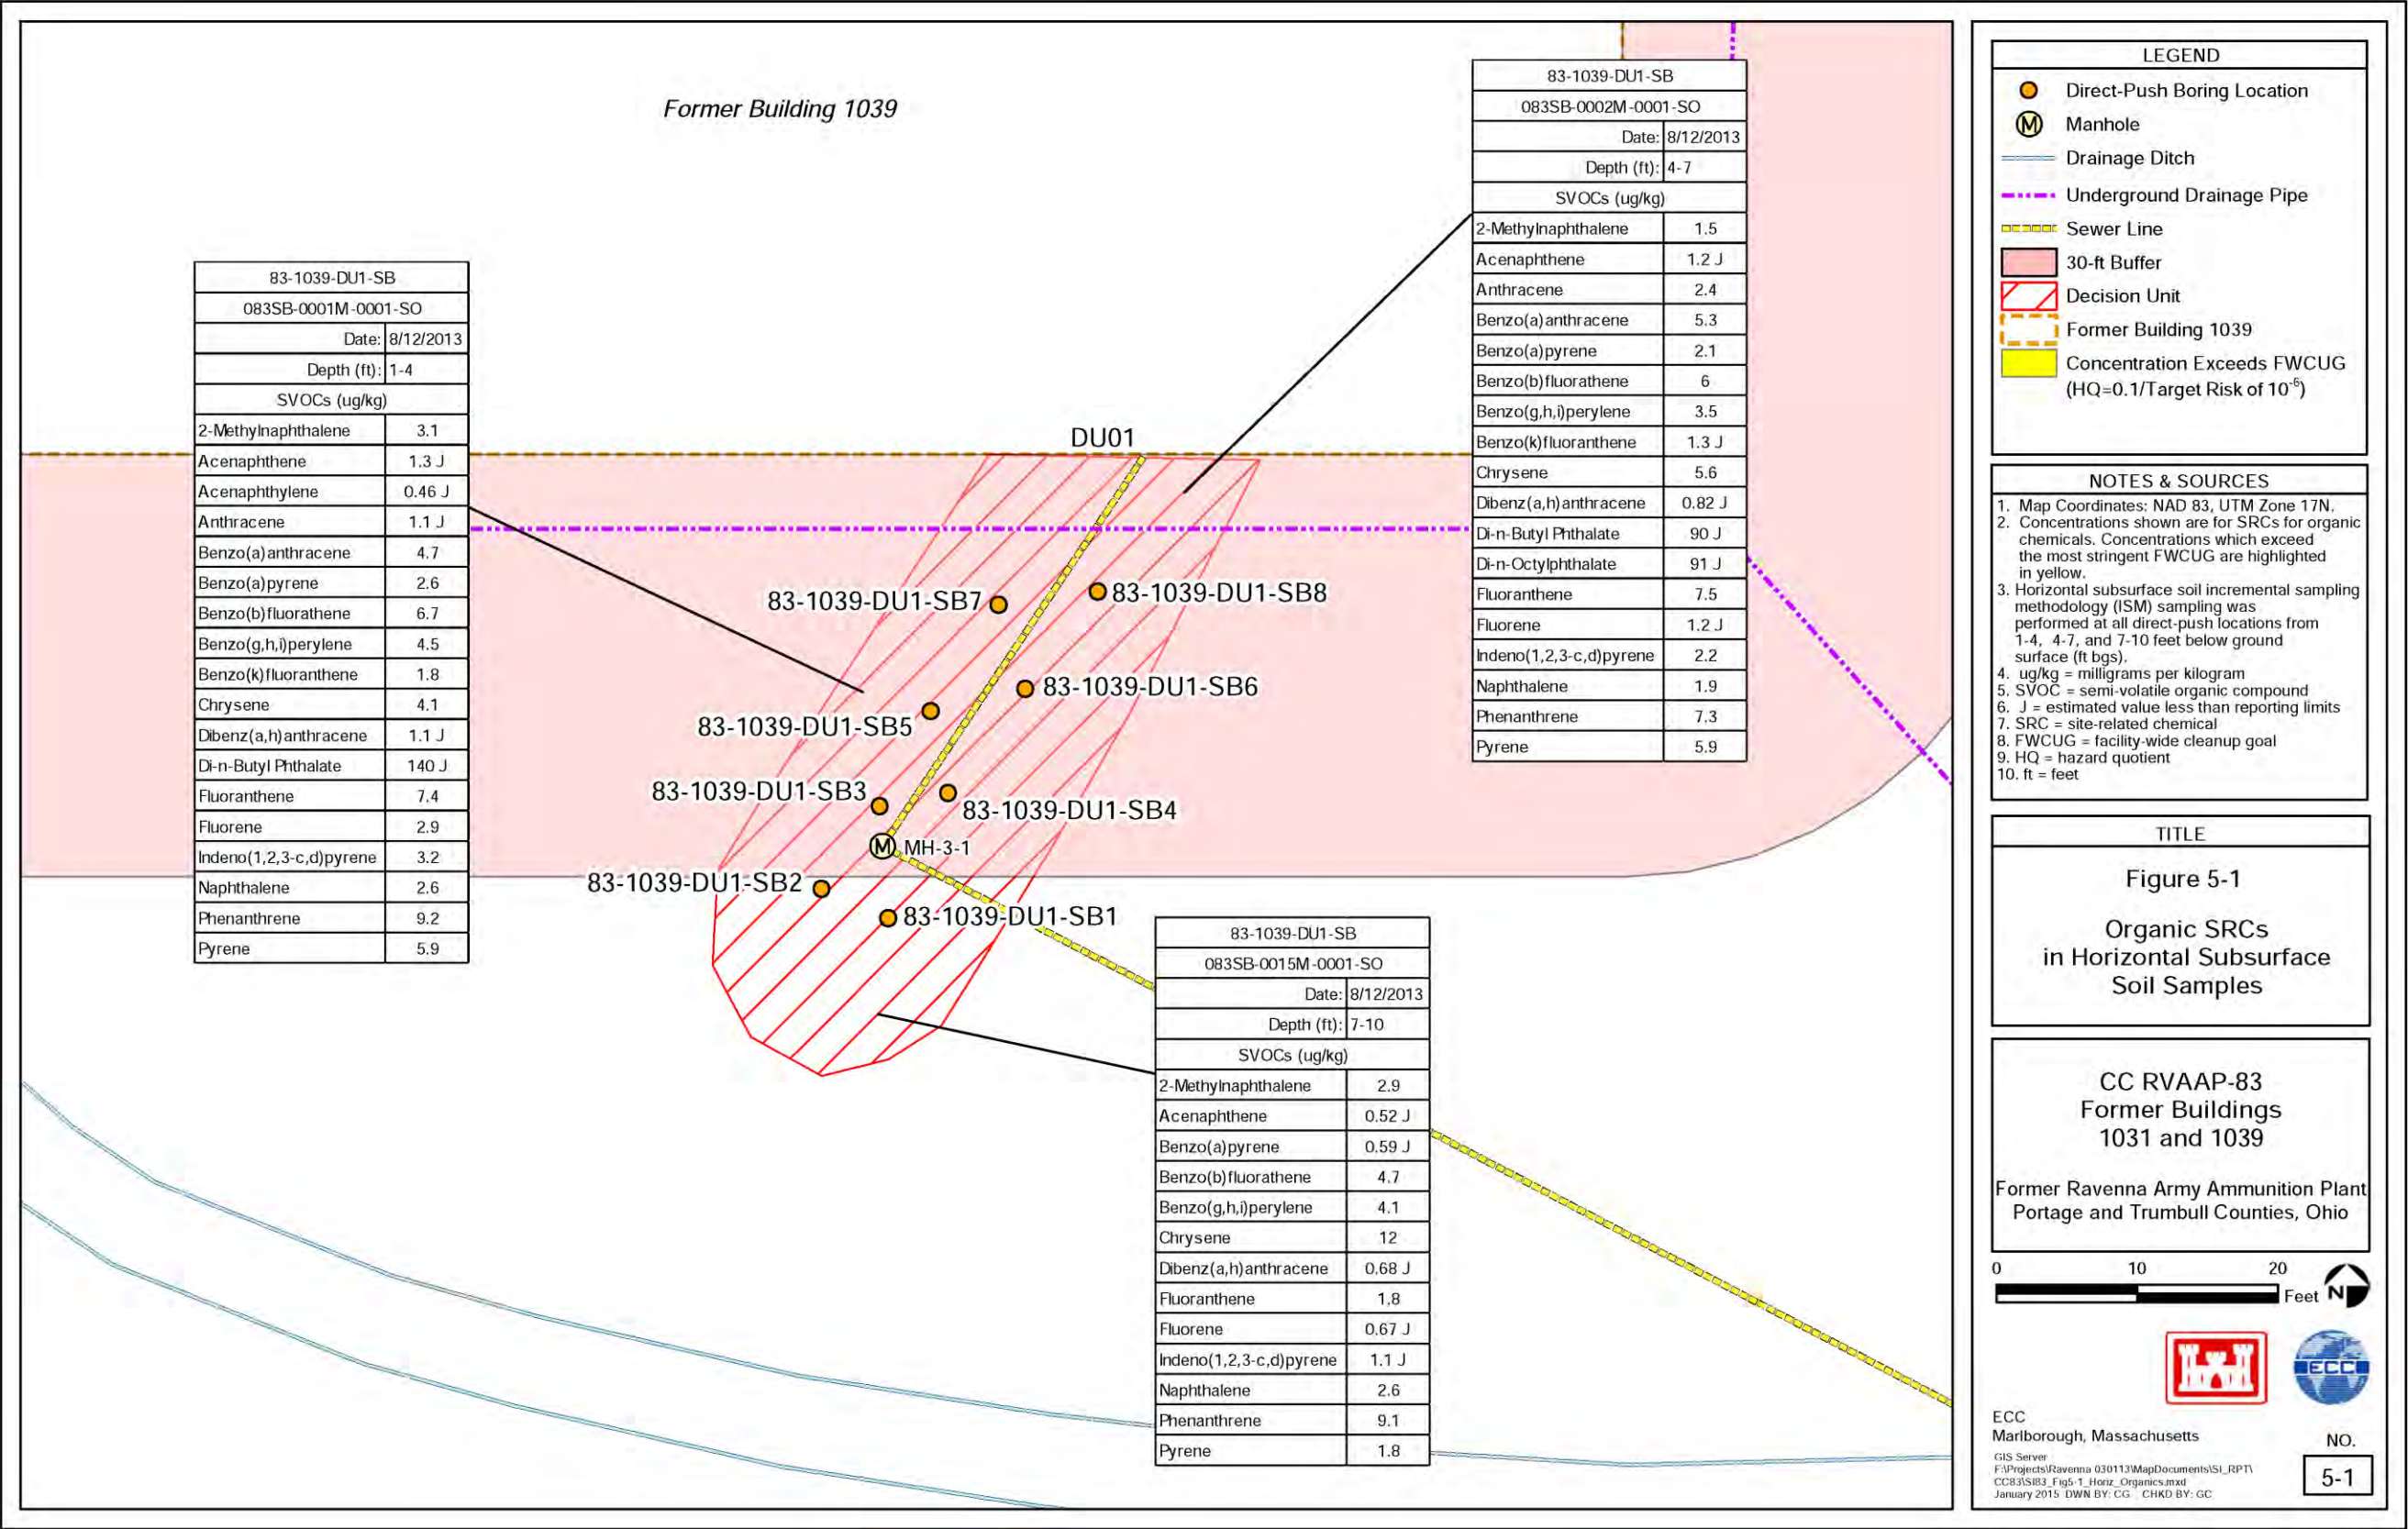 Former Building 1039
83-1039-DU1-SB
083SB-0001M-0001-SO
Date: 8/12/2013
Depth (ft): 1-4
SVOCs (ug/kg)
2-Methylnaphthalene 3.1
Acenaphthene 1.3 J
Acenaphthylene 0.46 J
Anthracene 1.1 J
Benzo(a)anthracene 4.7
Benzo(a)pyrene 2.6
Benzo(b)fluorathene 6.7
Benzo(g,h,i)perylene 4.5
Benzo(k)fluoranthene 1.8
Chrysene 4.1
Dibenz(a,h)anthracene 1.1 J
Di-n-Butyl Phthalate 140 J
Fluoranthene 7.4
Fluorene 2.9
Indeno(1,2,3-c,d)pyrene 3.2
Naphthalene 2.6
Phenanthrene 9.2
Pyrene 5.9
83-1039-DU1-SB
083SB-0002M-0001-SO
Date: 8/12/2013
Depth (ft): 4-7
SVOCs (ug/kg)
2-Methylnaphthalene 1.5
Acenaphthene 1.2 J
Anthracene 2.4
Benzo(a)anthracene 5.3
Benzo(a)pyrene 2.1
Benzo(b)fluorathene 6
Benzo(g,h,i)perylene 3.5
Benzo(k)fluoranthene 1.3 J
Chrysene 5.6
Dibenz(a,h)anthracene 0.82 J
Di-n-Butyl Phthalate 90 J
Di-n-Octylphthalate 91 J
Fluoranthene 7.5
Fluorene 1.2 J
Indeno(1,2,3-c,d)pyrene 2.2
Naphthalene 1.9
Phenanthrene 7.3
Pyrene 5.9
DU01
83-1039-DU1-SB7
83-1039-DU1-SB8
83-1039-DU1-SB6
83-1039-DU1-SB5
83-1039-DU1-SB3
83-1039-DU1-SB4
M MH-3-1
83-1039-DU1-SB2
83-1039-DU1-SB1
83-1039-DU1-SB
083SB-0015M-0001-SO
Date: 8/12/2013
Depth (ft): 7-10
SVOCs (ug/kg)
2-Methylnaphthalene 2.9
Acenaphthene 0.52 J
Benzo(a)pyrene 0.59 J
Benzo(b)fluorathene 4.7
Benzo(g,h,i)perylene 4.1
Chrysene 12
Dibenz(a,h)anthracene 0.68 J
Fluoranthene 1.8
Fluorene 0.67 J
Indeno(1,2,3-c,d)pyrene 1.1 J
Naphthalene 2.6
Phenanthrene 9.1
Pyrene 1.8
LEGEND
Direct-Push Boring Location
M Manhole
Drainage Ditch
Underground Drainage Pipe
Sewer Line
30-ft Buffer
Decision Unit
Former Building 1039
Concentration Exceeds FWCUG
(HQ=0.1/Target Risk of 10⁻⁶)
NOTES & SOURCES
1. Map Coordinates: NAD 83, UTM Zone 17N.
2. Concentrations shown are for SRCs for organic
chemicals. Concentrations which exceed
the most stringent FWCUG are highlighted
in yellow.
3. Horizontal subsurface soil incremental sampling
methodology (ISM) sampling was
performed at all direct-push locations from
1-4, 4-7, and 7-10 feet below ground
surface (ft bgs).
4. ug/kg = milligrams per kilogram
5. SVOC = semi-volatile organic compound
6. J = estimated value less than reporting limits
7. SRC = site-related chemical
8. FWCUG = facility-wide cleanup goal
9. HQ = hazard quotient
10. ft = feet
TITLE
Figure 5-1
Organic SRCs
in Horizontal Subsurface
Soil Samples
CC RVAAP-83
Former Buildings
1031 and 1039
Former Ravenna Army Ammunition Plant
Portage and Trumbull Counties, Ohio
0 10 20
Feet N
ECC
ECC
Marlborough, Massachusetts
NO.
5-1
GIS Server
F:\Projects\Ravenna 030113\MapDocuments\SI_RPT\
CC83\SI83_Fig5-1_Horiz_Organics.mxd
January 2015 DWN BY: CG CHKD BY: GC